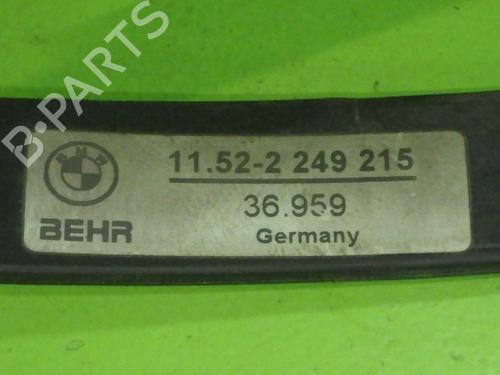 B-PARTS
BMW
BEHR
11.52-2 249 215
36.959
Germany